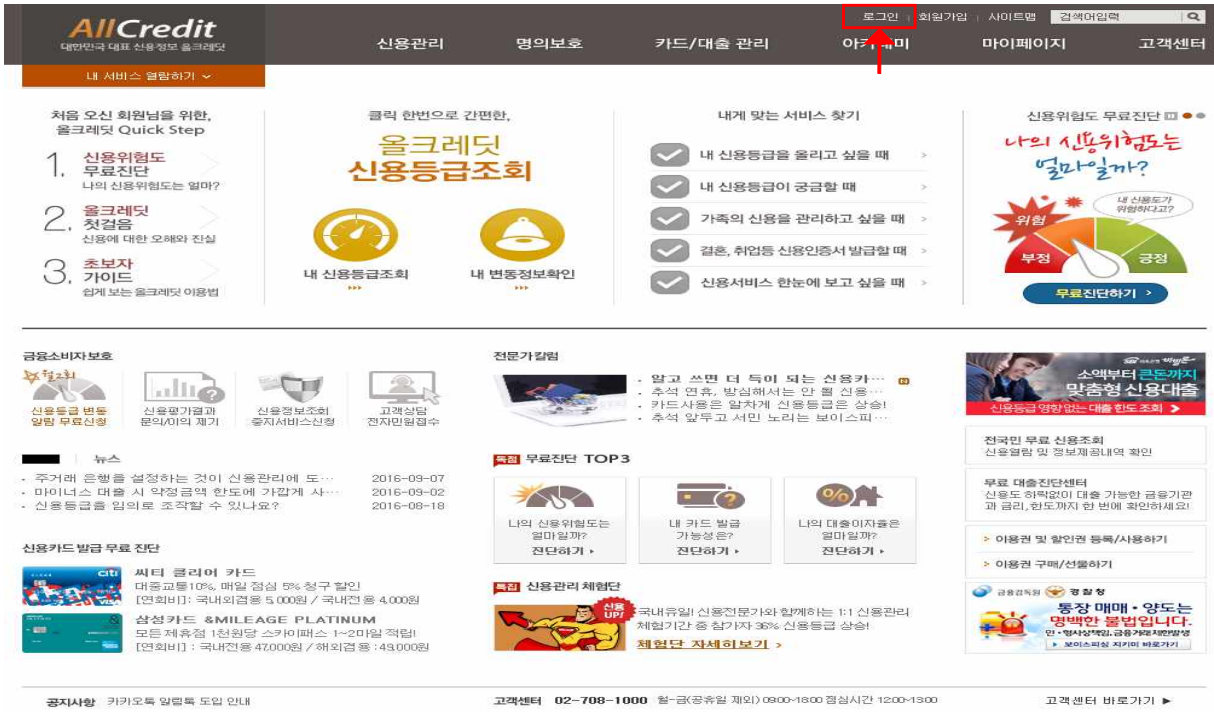 AllCredit
대한민국 대표 신용정보 올크레딧
로그인 | 회원가입 | 사이트맵
검색어입력
신용관리
명의보호
카드/대출 관리
아카데미
마이페이지
고객센터
내 서비스 열람하기
처음 오신 회원님을 위한,
올크레딧 Quick Step
1. 신용위험도
무료진단
나의 신용위험도는 얼마?
2. 올크레딧
첫걸음
신용에 대한 오해와 진실
3. 초보자
가이드
쉽게 보는 올크레딧 이용법
클릭 한번으로 간편한,
올크레딧
신용등급조회
내 신용등급조회
내 변동정보확인
내게 맞는 서비스 찾기
내 신용등급을 올리고 싶을 때 >
내 신용등급이 궁금할 때 >
가족의 신용을 관리하고 싶을 때 >
결혼, 취업등 신용인증서 발급할 때 >
신용서비스 한눈에 보고 싶을 때 >
신용위험도 무료진단
나의 신용위험도는
얼마일까?
내 신용도가
위험하다고?
위험
부정
긍정
무료진단하기 >
금융소비자보호
신용등급 변동
알람 무료신청
신용평가결과
문의/이의 제기
신용정보조회
중지서비스신청
고객상담
전자민원접수
뉴스
· 주거래 은행을 설정하는 것이 신용관리에 도··· 2016-09-07
· 마이너스 대출 시 약정금액 한도에 가깝게 사··· 2016-09-02
· 신용등급을 임의로 조작할 수 있나요? 2016-08-18
신용카드 발급 무료 진단
citi
VISA
씨티 클리어 카드
대중교통10%, 매일 점심 5% 청구 할인
[연회비]: 국내외겸용 5,000원 / 국내전용 4,000원
삼성카드 &MILEAGE PLATINUM
모든제휴점 1천원당 스카이패스 1~2마일 적립!
[연회비] : 국내전용 47,000원 / 해외겸용 :49,000원
전문가칼럼
· 알고 쓰면 더 득이 되는 신용카··· N
· 추석 연휴, 방심해서는 안 될 신용···
· 카드사용은 알차게 신용등급은 상승!
· 추석 앞두고 서민 노리는 보이스피···
특점 무료진단 TOP3
나의 신용위험도는
얼마일까?
진단하기 ▸
내 카드 발급
가능성은?
진단하기 ▸
나의 대출이자율은
얼마일까?
진단하기 ▸
특집 신용관리 체험단
신용
UP!
국내유일! 신용전문가와 함께하는 1:1 신용관리
체험기간 중 참가자 36% 신용등급 상승!
체험단 자세히보기 >
소액부터 큰돈까지
맞춤형 신용대출
신용등급 영향 없는 대출 한도 조회
전국민 무료 신용조회
신용열람 및 정보제공내역 확인
무료 대출진단센터
신용도 하락없이 대출 가능한 금융기관
과 금리,한도까지 한 번에 확인하세요!
> 이용권 및 할인권 등록/사용하기
> 이용권 구매/선물하기
금융감독원 경찰청
통장 매매 · 양도는
명백한 불법입니다.
민·형사상책임,금융거래제한발생
▸ 보이스피싱 지키미 바로가기
공지사항 카카오톡 알림톡 도입 안내
고객센터 02-708-1000 월-금(공휴일 제외) 09:00~18:00 점심시간 12:00~13:00
고객센터 바로가기 ▶